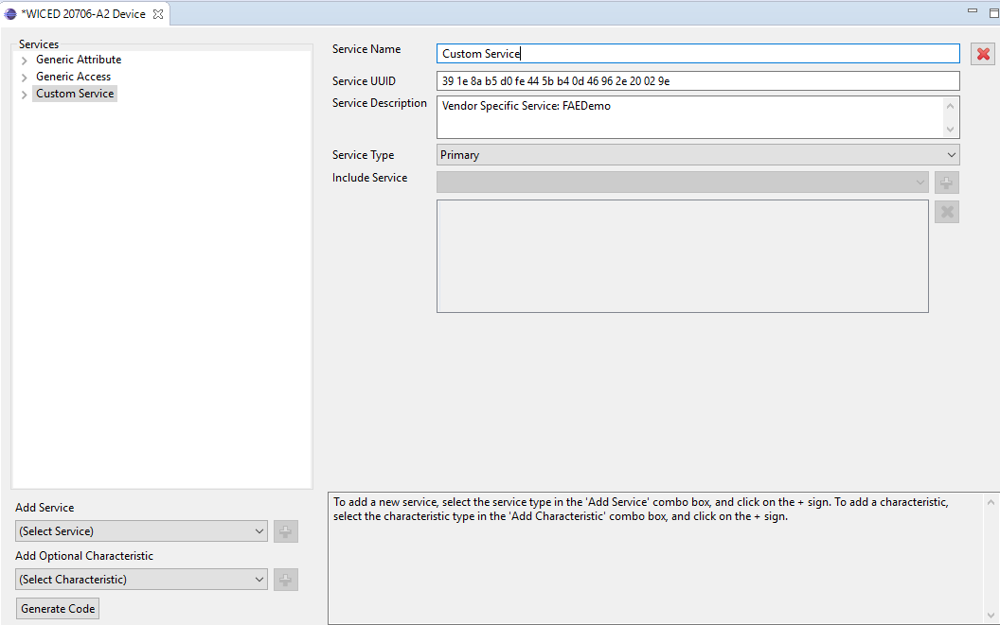 *WICED 20706-A2 Device
Services
Generic Attribute
Generic Access
Custom Service
Service Name
Custom Service
Service UUID
39 1e 8a b5 d0 fe 44 5b b4 0d 46 96 2e 20 02 9e
Service Description
Vendor Specific Service: FAEDemo
Service Type
Primary
Include Service
Add Service
(Select Service)
Add Optional Characteristic
(Select Characteristic)
Generate Code
To add a new service, select the service type in the 'Add Service' combo box, and click on the + sign. To add a characteristic,
select the characteristic type in the 'Add Characteristic' combo box, and click on the + sign.